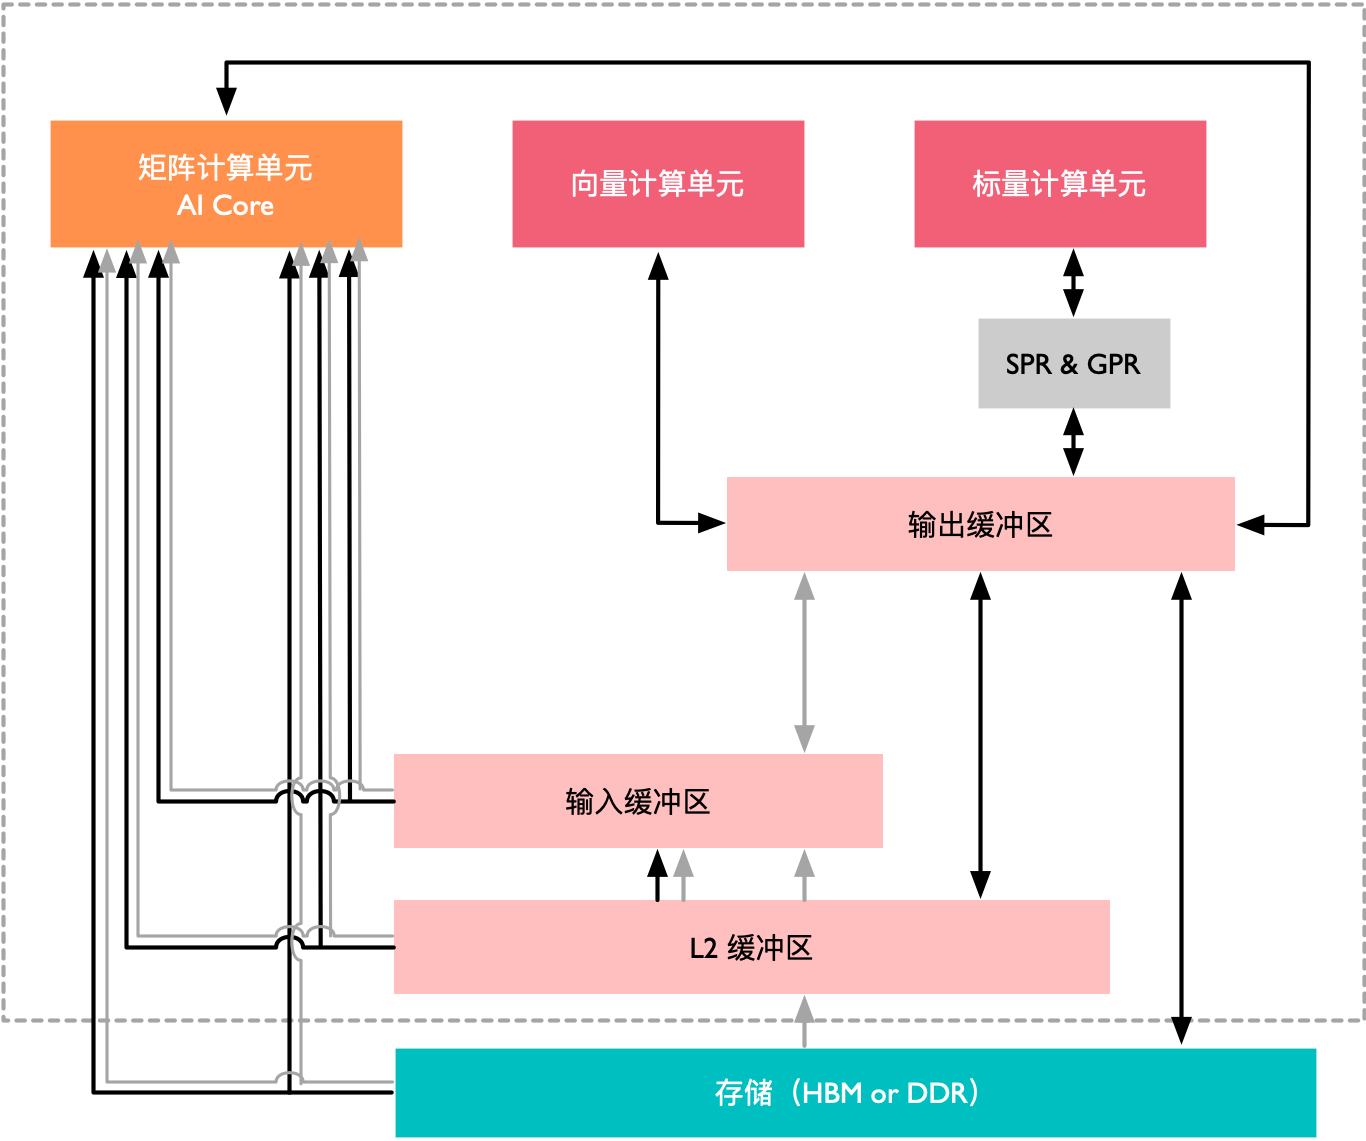 矩阵计算单元
AI Core
向量计算单元
标量计算单元
SPR & GPR
输出缓冲区
输入缓冲区
L2 缓冲区
存储（HBM or DDR）